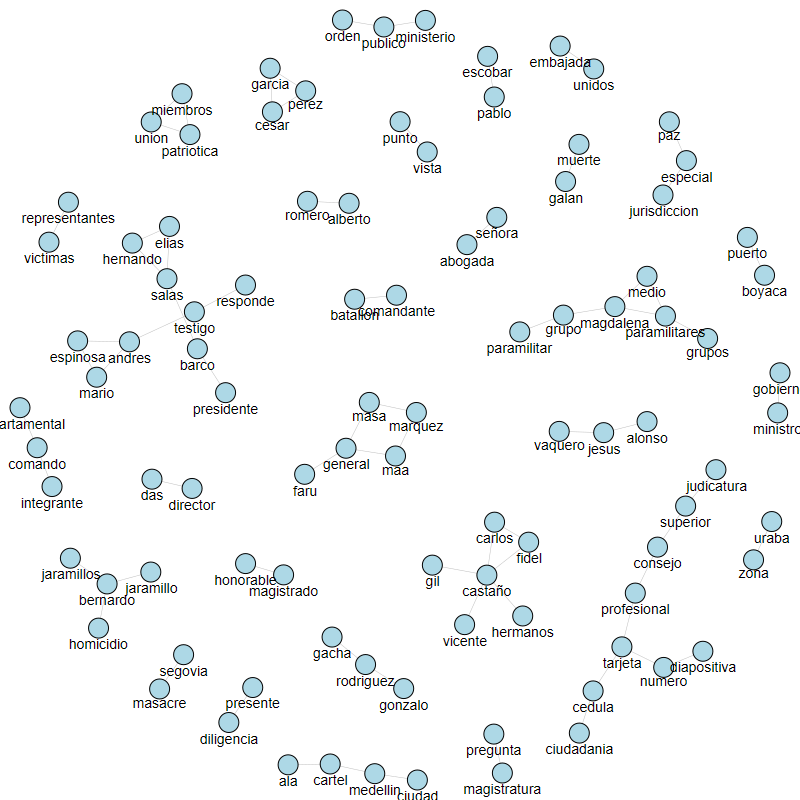 orden
publico
ministerio
escobar
embajada
unidos
garcia
perez
cesar
pablo
miembros
union
patriotica
punto
vista
muerte
galan
paz
especial
jurisdiccion
representantes
victimas
romero
alberto
señora
abogada
elias
hernando
salas
puerto
boyaca
responde
testigo
batallon
comandante
medio
grupo
magdalena
paramilitares
paramilitar
grupos
espinosa
andres
mario
barco
presidente
gobiern
ministro
artamental
comando
integrante
masa
marquez
general
maa
faru
vaquero
jesus
alonso
das
director
judicatura
superior
consejo
profesional
uraba
zona
carlos
fidel
gil
castaño
vicente
hermanos
jaramillos
bernardo
jaramillo
homicidio
honorable
magistrado
tarjeta
numero
diapositiva
cedula
ciudadania
segovia
masacre
presente
diligencia
gacha
rodriguez
gonzalo
pregunta
magistratura
ala
cartel
medellin
ciudad